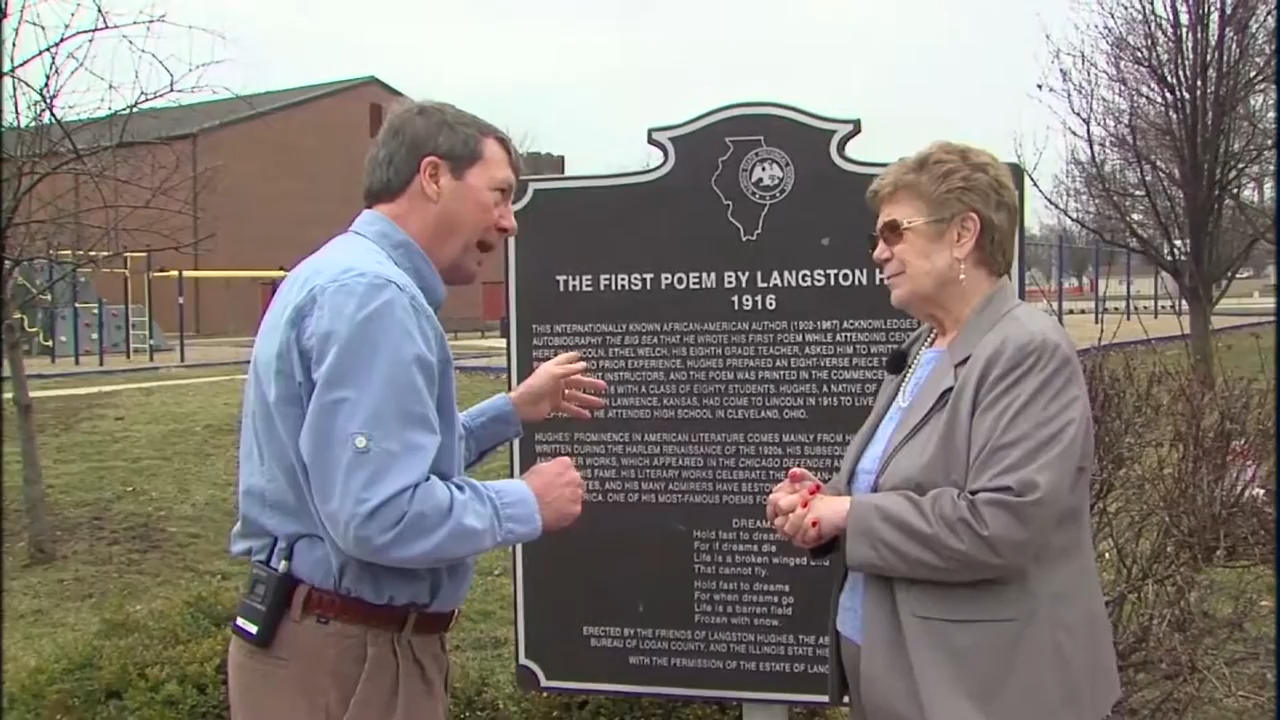 THE FIRST POEM BY LANGSTON H
1916
THIS INTERNATIONALLY KNOWN AFRICAN-AMERICAN AUTHOR (1902-1967) ACKNOWLEDGES
AUTOBIOGRAPHY THE BIG SEA THAT HE WROTE HIS FIRST POEM WHILE ATTENDING CEN
HERE IN LINCOLN. ETHEL WELCH, HIS EIGHTH GRADE TEACHER, ASKED HIM TO WRIT
NO PRIOR EXPERIENCE. HUGHES PREPARED AN EIGHT-VERSE PIECE T
INSTRUCTORS, AND THE POEM WAS PRINTED IN THE COMMENC
WITH A CLASS OF EIGHTY STUDENTS. HUGHES, A NATIVE OF
LAWRENCE, KANSAS, HAD COME TO LINCOLN IN 1915 TO LIV
HE ATTENDED HIGH SCHOOL IN CLEVELAND, OHIO.
HUGHES' PROMINENCE IN AMERICAN LITERATURE COMES MAINLY FROM H
WRITTEN DURING THE HARLEM RENAISSANCE OF THE 1920s. HIS SUBSEQU
WORKS, WHICH APPEARED IN THE CHICAGO DEFENDER AN
HIS FAME. HIS LITERARY WORKS CELEBRATE THE
AND HIS MANY ADMIRERS HAVE BESTOW
ONE OF HIS MOST-FAMOUS POEMS FO
DREAMS
Hold fast to dreams
For if dreams die
Life is a broken winged bird
That cannot fly.
Hold fast to dreams
For when dreams go
Life is a barren field
Frozen with snow.
ERECTED BY THE FRIENDS OF LANGSTON HUGHES, THE AB
BUREAU OF LOGAN COUNTY, AND THE ILLINOIS STATE HIS
WITH THE PERMISSION OF THE ESTATE OF LANG